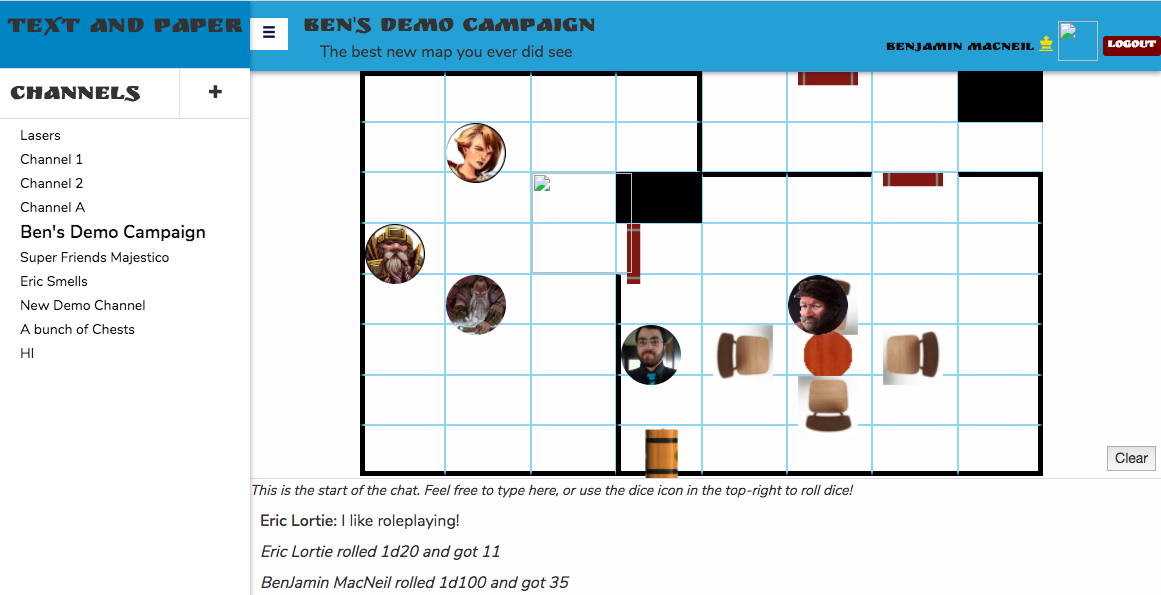 TEXT AND PAPER
BEN'S DEMO CAMPAIGN
The best new map you ever did see
BENJAMIN MACNEIL
LOGOUT
CHANNELS
+
Lasers
Channel 1
Channel 2
Channel A
Ben's Demo Campaign
Super Friends Majestico
Eric Smells
New Demo Channel
A bunch of Chests
HI
Clear
This is the start of the chat. Feel free to type here, or use the dice icon in the top-right to roll dice!
Eric Lortie: I like roleplaying!
Eric Lortie rolled 1d20 and got 11
BenJamin MacNeil rolled 1d100 and got 35